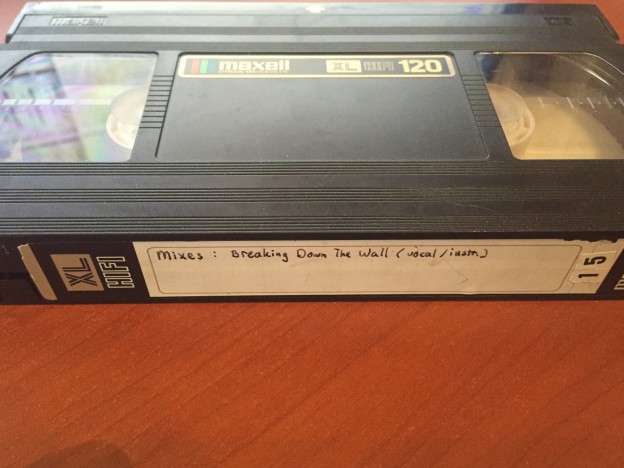 maxell
XL HIFI 120
XL
HIFI
Mixes : Breaking Down The Wall (vocal/instr.)
15